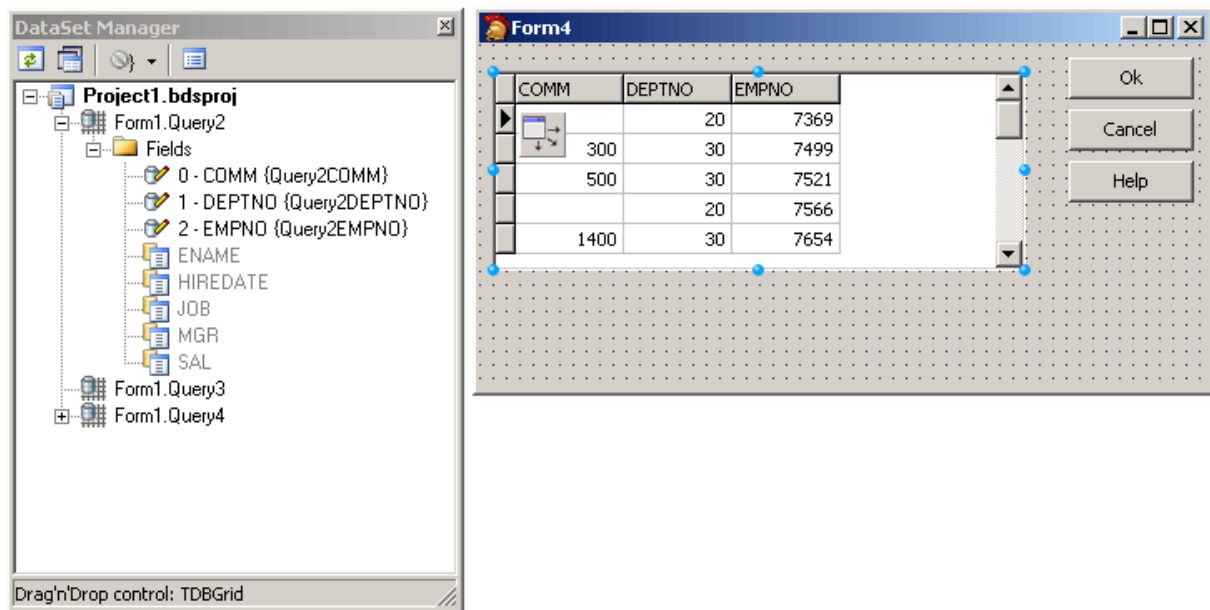 DataSet Manager
Project1.bdsproj
Form1.Query2
Fields
0 - COMM {Query2COMM}
1 - DEPTNO {Query2DEPTNO}
2 - EMPNO {Query2EMPNO}
ENAME
HIREDATE
JOB
MGR
SAL
Form1.Query3
Form1.Query4
Drag'n'Drop control: TDBGrid
Form4
COMM DEPTNO EMPNO
20 7369
300 30 7499
500 30 7521
20 7566
1400 30 7654
Ok
Cancel
Help